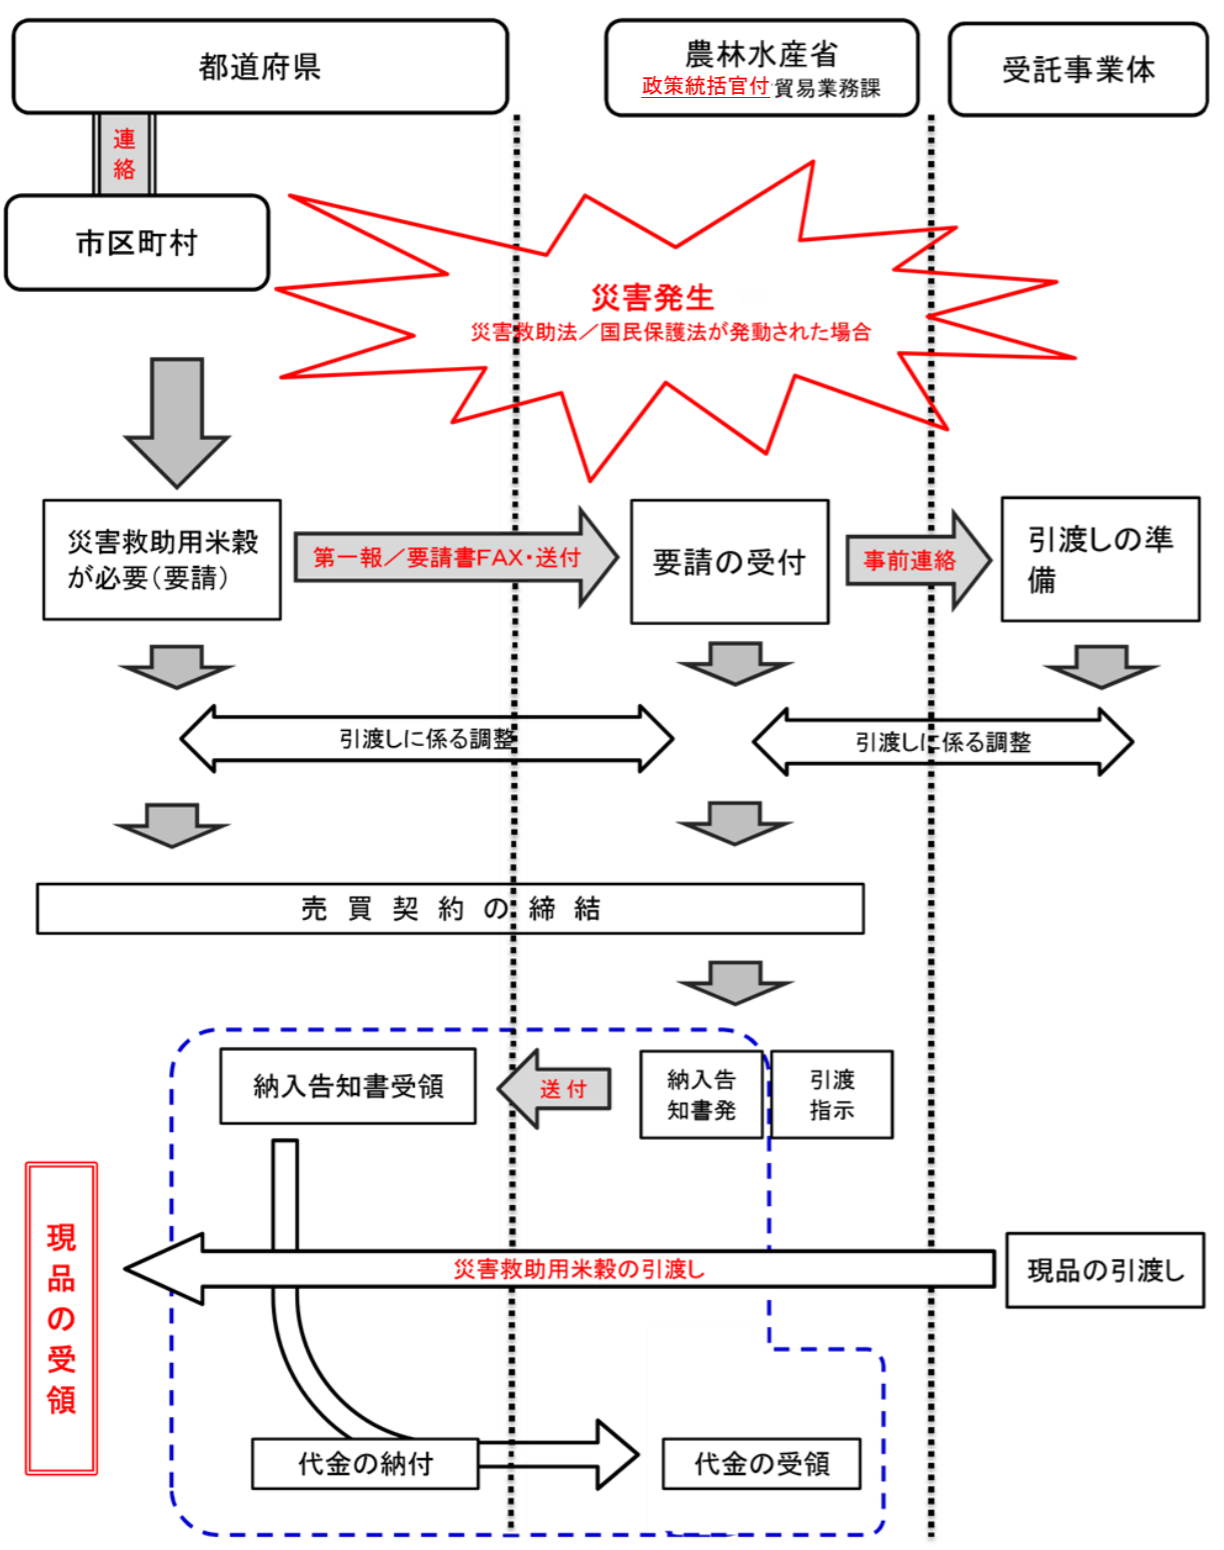 都道府県
農林水産省
政策統括官付 貿易業務課
受託事業体
連
絡
市区町村
災害発生
災害救助法／国民保護法が発動された場合
災害救助用米穀
が必要（要請）
第一報／要請書FAX・送付
要請の受付
事前連絡
引渡しの準
備
引渡しに係る調整
引渡しに係る調整
売買契約の締結
納入告知書受領
送付
納入告
知書発
引渡
指示
現
品
の
受
領
災害救助用米穀の引渡し
現品の引渡し
代金の納付
代金の受領